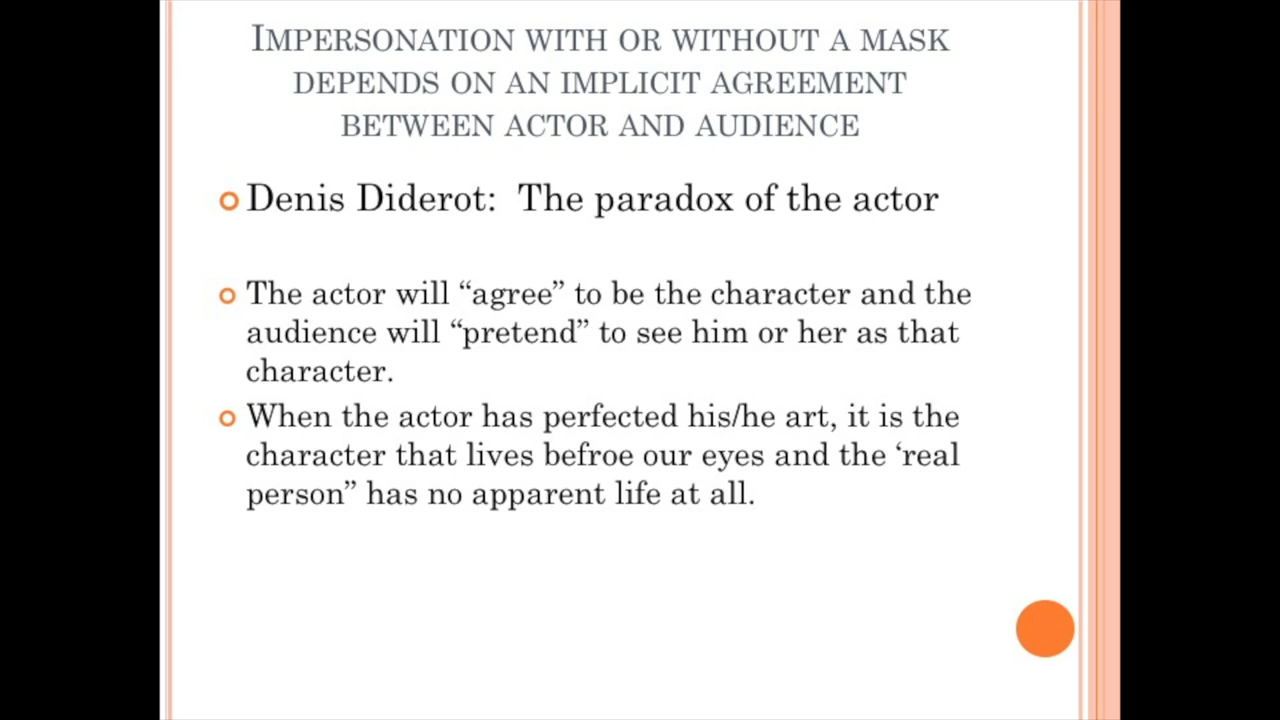 IMPERSONATION WITH OR WITHOUT A MASK
DEPENDS ON AN IMPLICIT AGREEMENT
BETWEEN ACTOR AND AUDIENCE
Denis Diderot: The paradox of the actor
The actor will “agree” to be the character and the
audience will “pretend” to see him or her as that
character.
When the actor has perfected his/he art, it is the
character that lives befroe our eyes and the ‘real
person” has no apparent life at all.